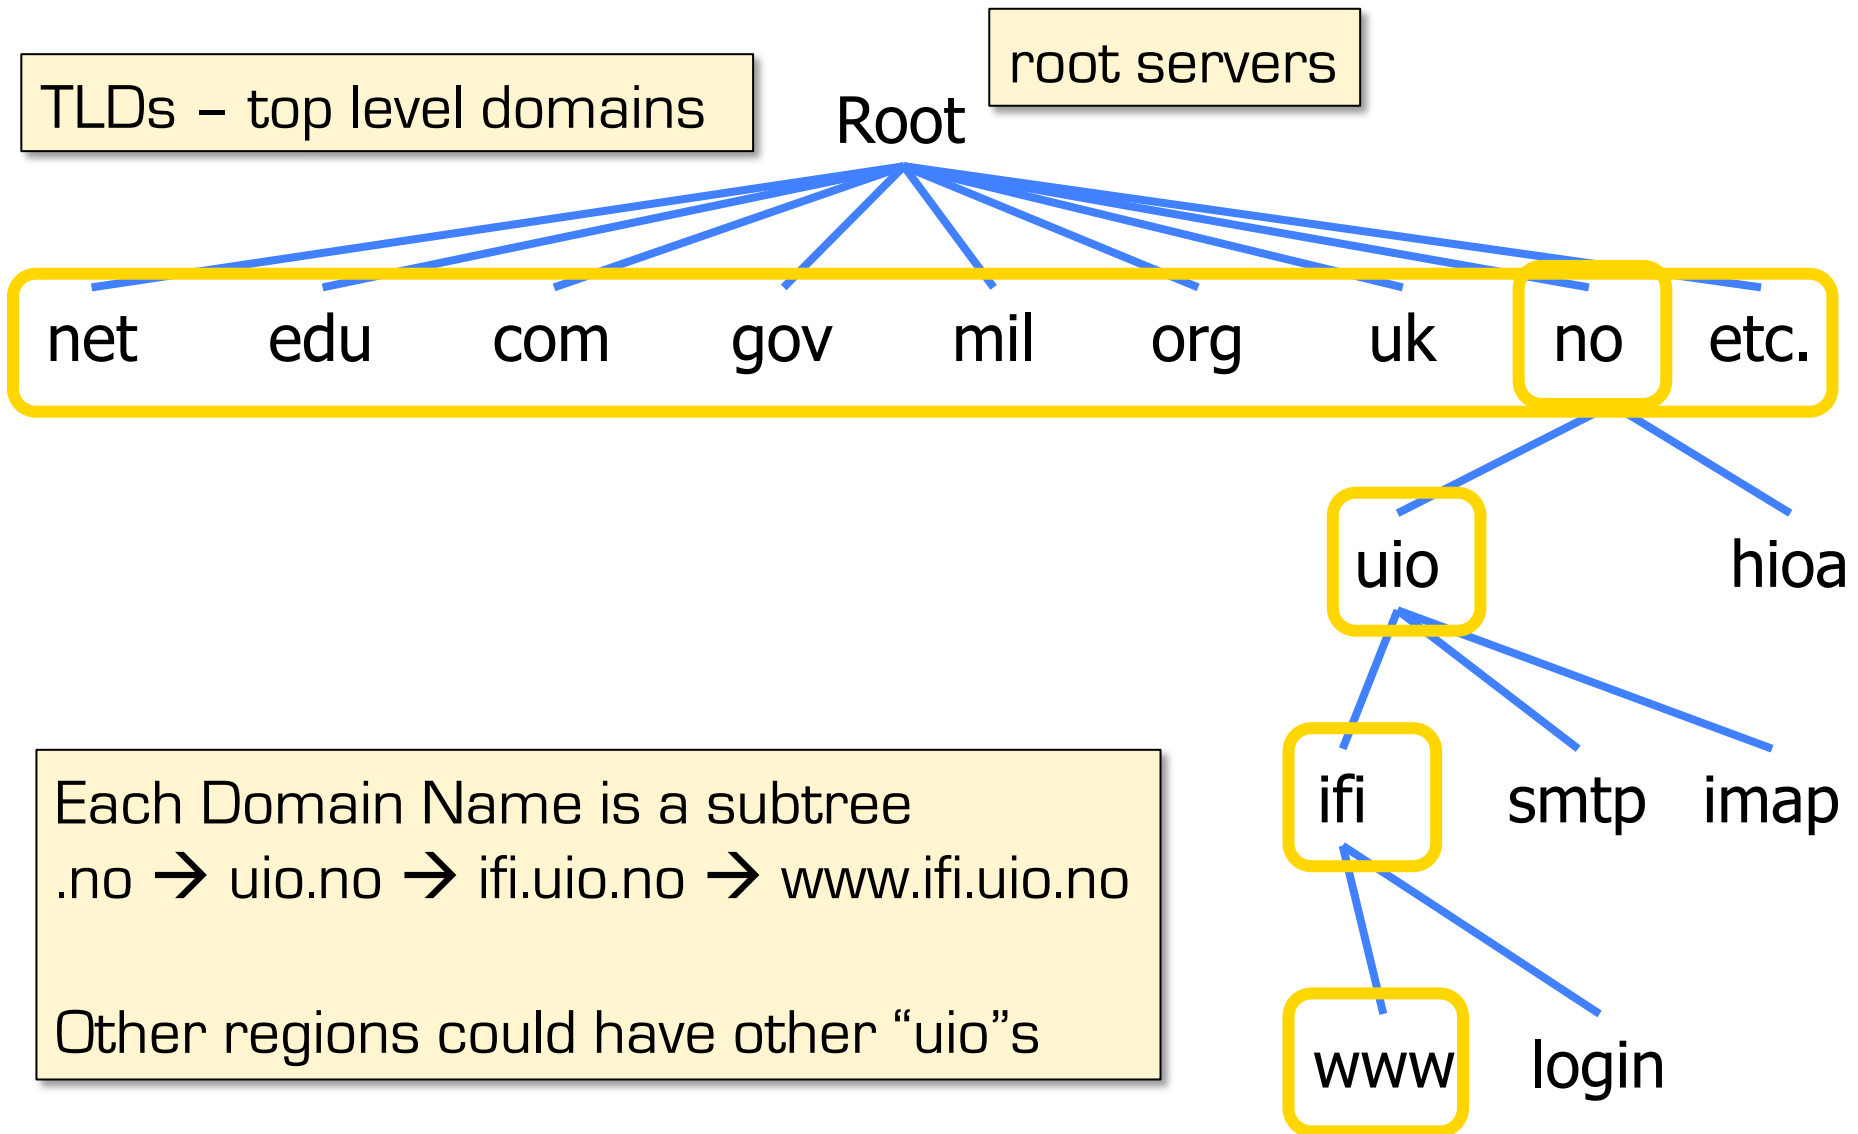 root servers
TLDs – top level domains
Root
net edu com gov mil org uk no etc.
uio hioa
ifi smtp imap
Each Domain Name is a subtree
.no → uio.no → ifi.uio.no → www.ifi.uio.no
Other regions could have other “uio”s
www login